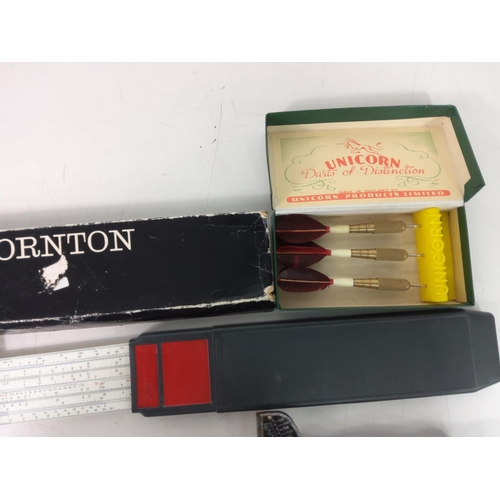 UNICORN
Darts of Distinction
UNICORN PRODUCTS LIMITED
UNICORN
ORNTON